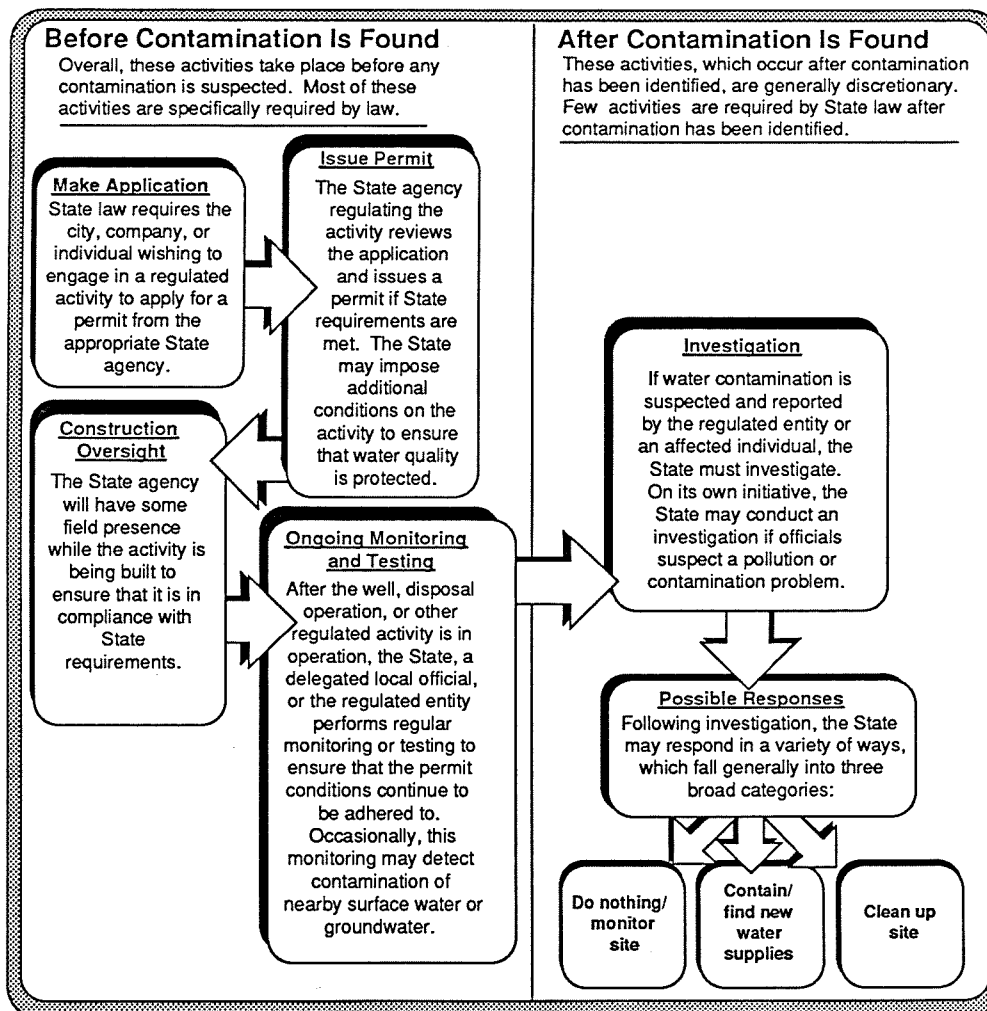 Before Contamination Is Found
Overall, these activities take place before any
contamination is suspected. Most of these
activities are specifically required by law.
Make Application
State law requires the
city, company, or
individual wishing to
engage in a regulated
activity to apply for a
permit from the
appropriate State
agency.
Issue Permit
The State agency
regulating the
activity reviews
the application
and issues a
permit if State
requirements are
met. The State
may impose
additional
conditions on the
activity to ensure
that water quality
is protected.
Construction
Oversight
The State agency
will have some
field presence
while the activity is
being built to
ensure that it is in
compliance with
State
requirements.
Ongoing Monitoring
and Testing
After the well, disposal
operation, or other
regulated activity is in
operation, the State, a
delegated local official,
or the regulated entity
performs regular
monitoring or testing to
ensure that the permit
conditions continue to
be adhered to.
Occasionally, this
monitoring may detect
contamination of
nearby surface water or
groundwater.
After Contamination Is Found
These activities, which occur after contamination
has been identified, are generally discretionary.
Few activities are required by State law after
contamination has been identified.
Investigation
If water contamination is
suspected and reported
by the regulated entity or
an affected individual, the
State must investigate.
On its own initiative, the
State may conduct an
investigation if officials
suspect a pollution or
contamination problem.
Possible Responses
Following investigation, the State
may respond in a variety of ways,
which fall generally into three
broad categories:
Do nothing/
monitor
site
Contain/
find new
water
supplies
Clean up
site